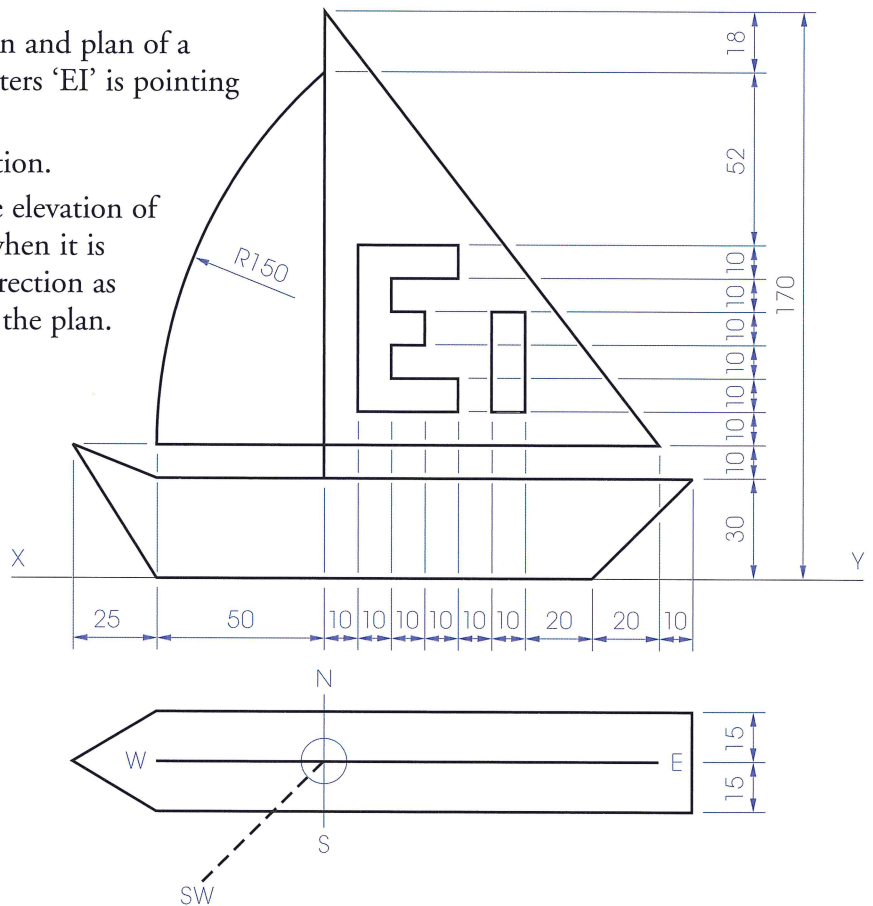 n and plan of a
ters ‘EI’ is pointing
tion.
e elevation of
when it is
rection as
the plan.
18
52
R150
10
10
10
10
10
10
10
170
30
X
Y
25 50 10 10 10 10 10 10 20 20 10
N
W E
15
15
S
SW